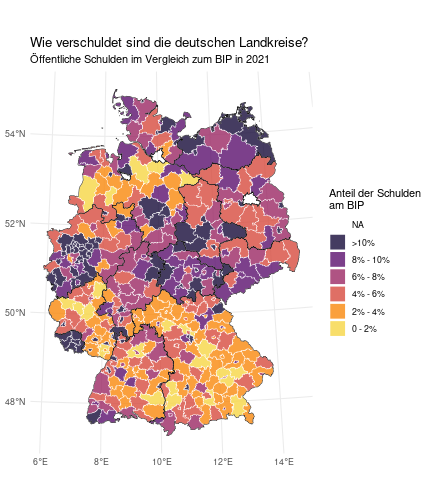 Wie verschuldet sind die deutschen Landkreise?
Öffentliche Schulden im Vergleich zum BIP in 2021
54°N
52°N
50°N
48°N
6°E
8°E
10°E
12°E
14°E
Anteil der Schulden
am BIP
NA
>10%
8% - 10%
6% - 8%
4% - 6%
2% - 4%
0 - 2%